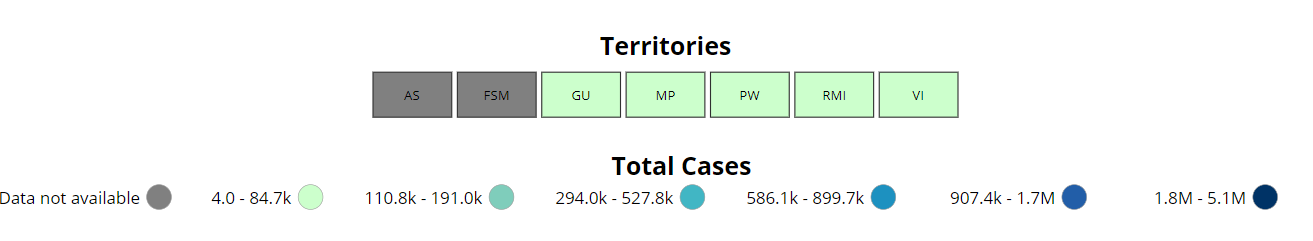 Territories
AS FSM GU MP PW RMI VI
Total Cases
Data not available 4.0 - 84.7k 110.8k - 191.0k 294.0k - 527.8k 586.1k - 899.7k 907.4k - 1.7M 1.8M - 5.1M